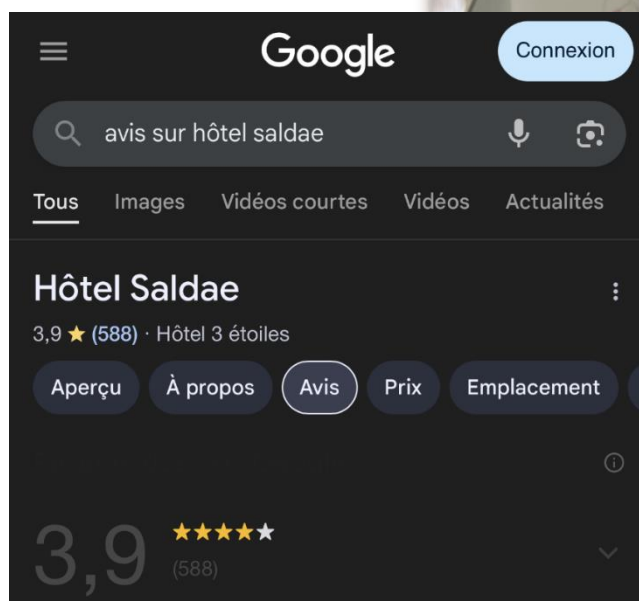 Google
Connexion
avis sur hôtel saldae
Tous Images Vidéos courtes Vidéos Actualités
Hôtel Saldae
3,9 ★ (588) · Hôtel 3 étoiles
Aperçu À propos Avis Prix Emplacement
3,9
(588)